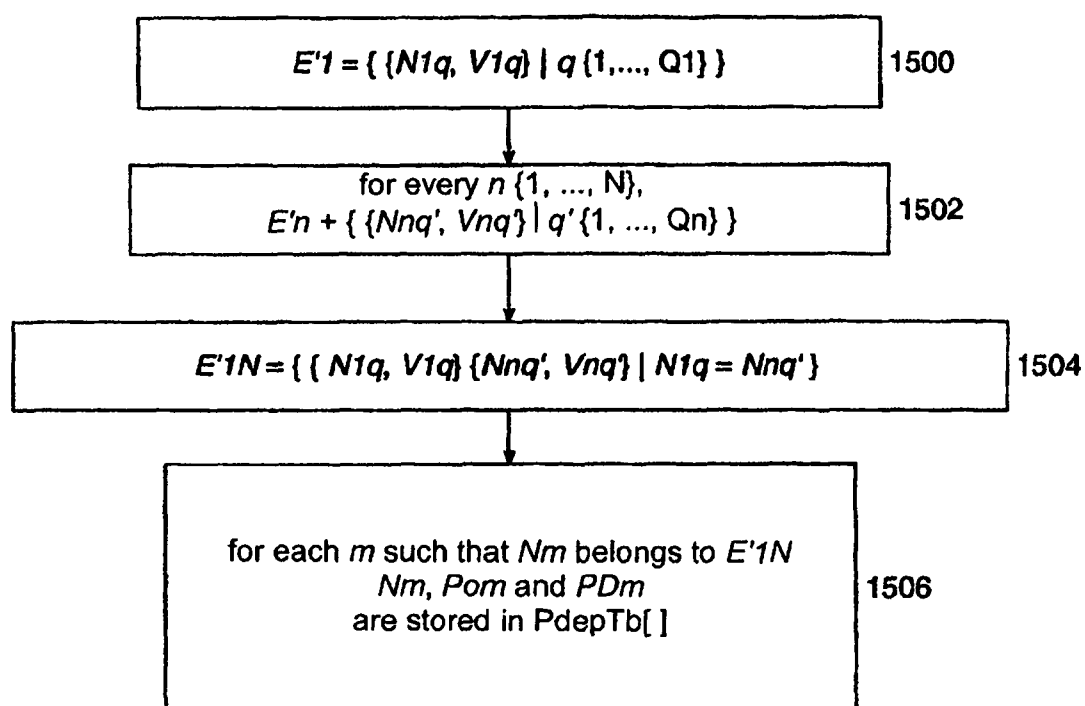 E'1 = { {N1q, V1q} | q {1,..., Q1} }
1500
for every n {1, ..., N},
E'n + { {Nnq', Vnq'} | q' {1, ..., Qn} }
1502
E'1N = { { N1q, V1q} {Nnq', Vnq'} | N1q = Nnq' }
1504
for each m such that Nm belongs to E'1N
Nm, Pom and PDm
are stored in PdepTb[ ]
1506